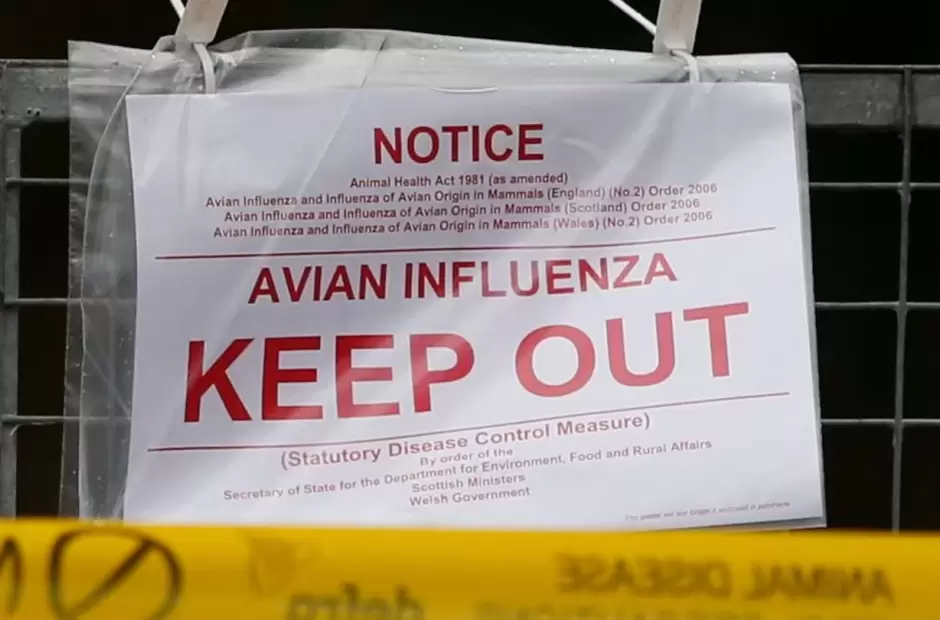 NOTICE
Animal Health Act 1981 (as amended)
Avian Influenza and Influenza of Avian Origin in Mammals (England) (No.2) Order 2006
Avian Influenza and Influenza of Avian Origin in Mammals (Scotland) Order 2006
Avian Influenza and Influenza of Avian Origin in Mammals (Wales) (No.2) Order 2006
AVIAN INFLUENZA
KEEP OUT
(Statutory Disease Control Measure)
By order of the
Secretary of State for the Department for Environment, Food and Rural Affairs
Scottish Ministers
Welsh Government
ANIMAL DISEASE
defra